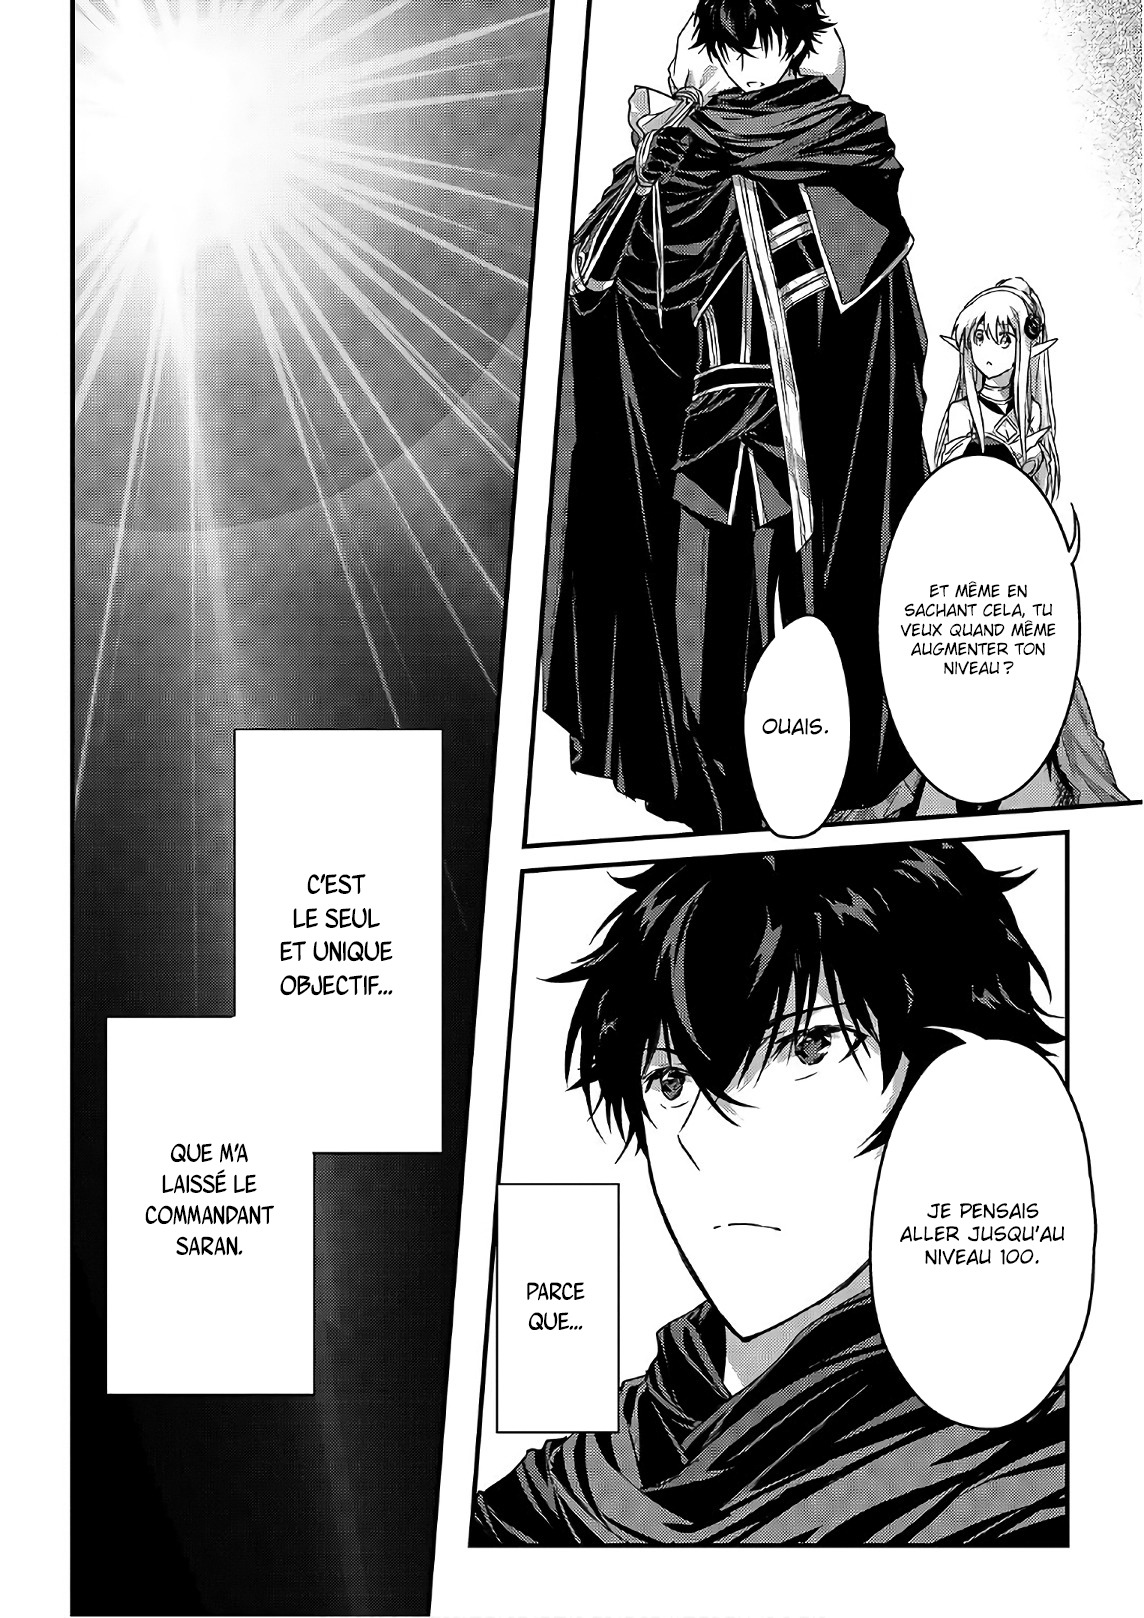 ET MÊME EN
SACHANT CELA, TU
VEUX QUAND MÊME
AUGMENTER TON
NIVEAU ?
OUAIS.
JE PENSAIS
ALLER JUSQU'AU
NIVEAU 100.
PARCE
QUE...
C'EST
LE SEUL
ET UNIQUE
OBJECTIF...
QUE M'A
LAISSÉ LE
COMMANDANT
SARAN.